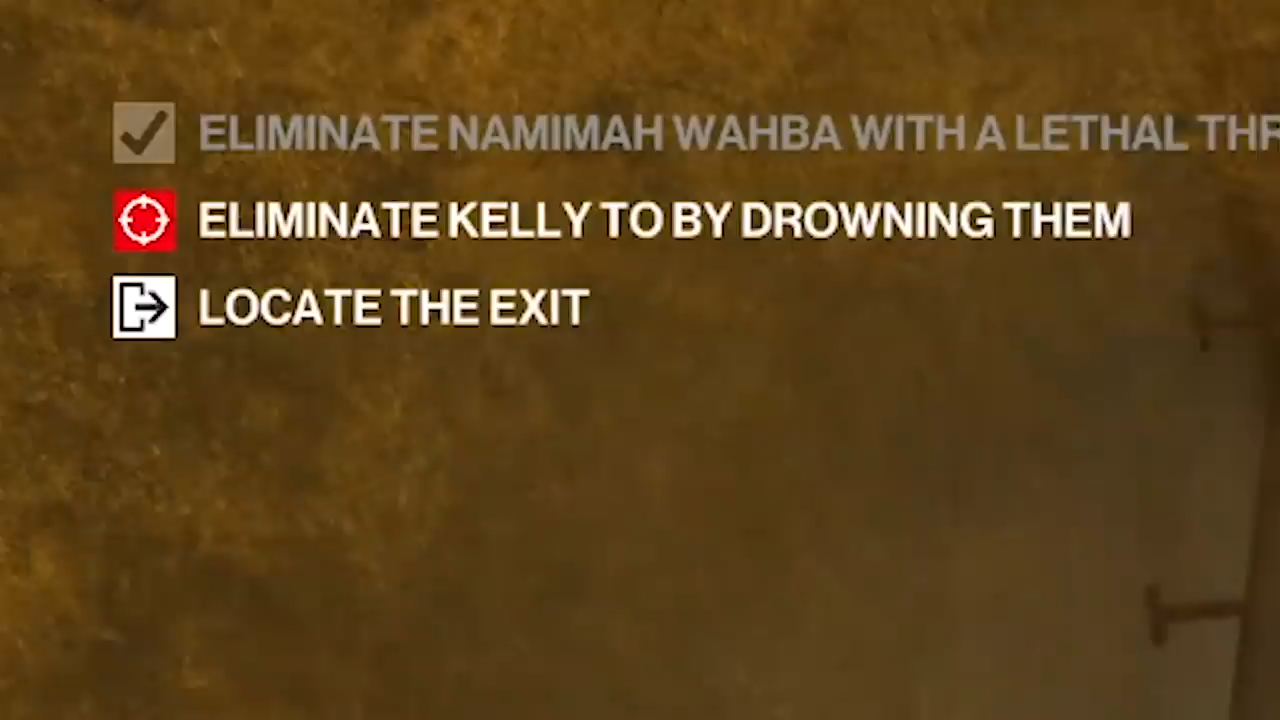 ELIMINATE NAMIMAH WAHBA WITH A LETHAL
ELIMINATE KELLY TO BY DROWNING THEM
LOCATE THE EXIT